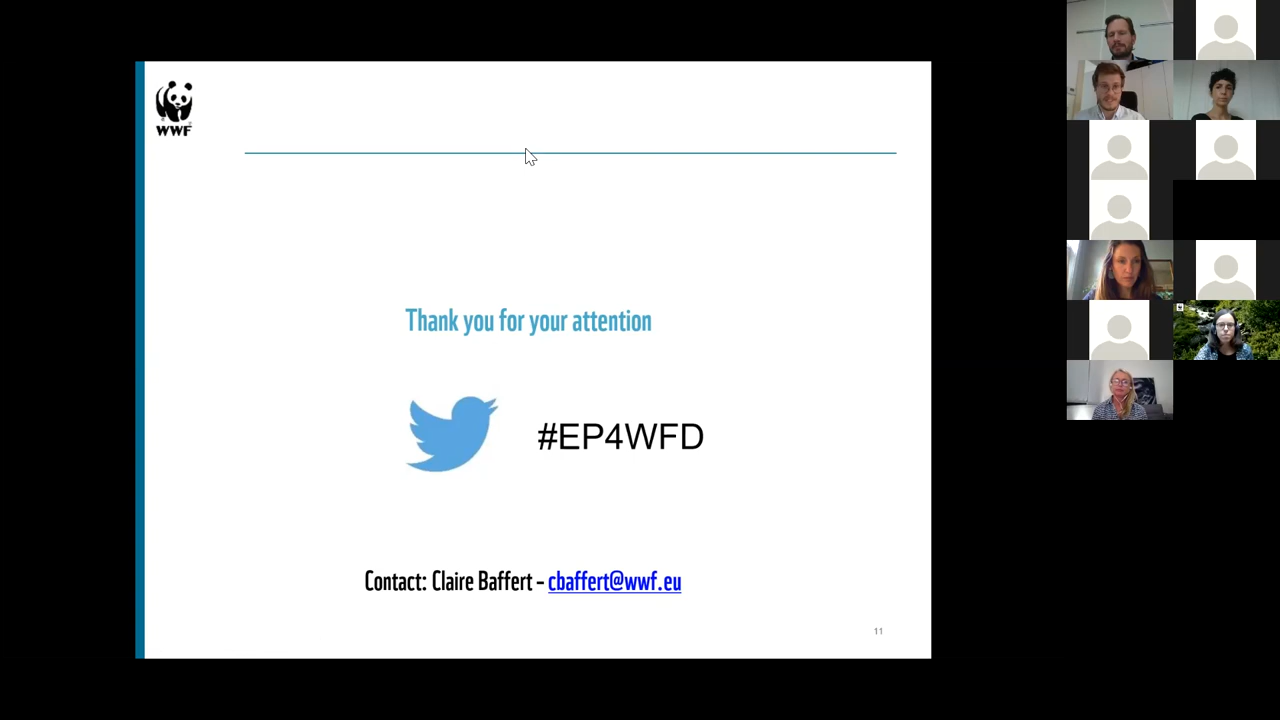 WWF
Thank you for your attention
#EP4WFD
Contact: Claire Baffert – cbaffert@wwf.eu
11